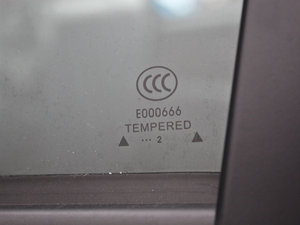 CCC
E000666
TEMPERED
▲ ··· 2 ▲